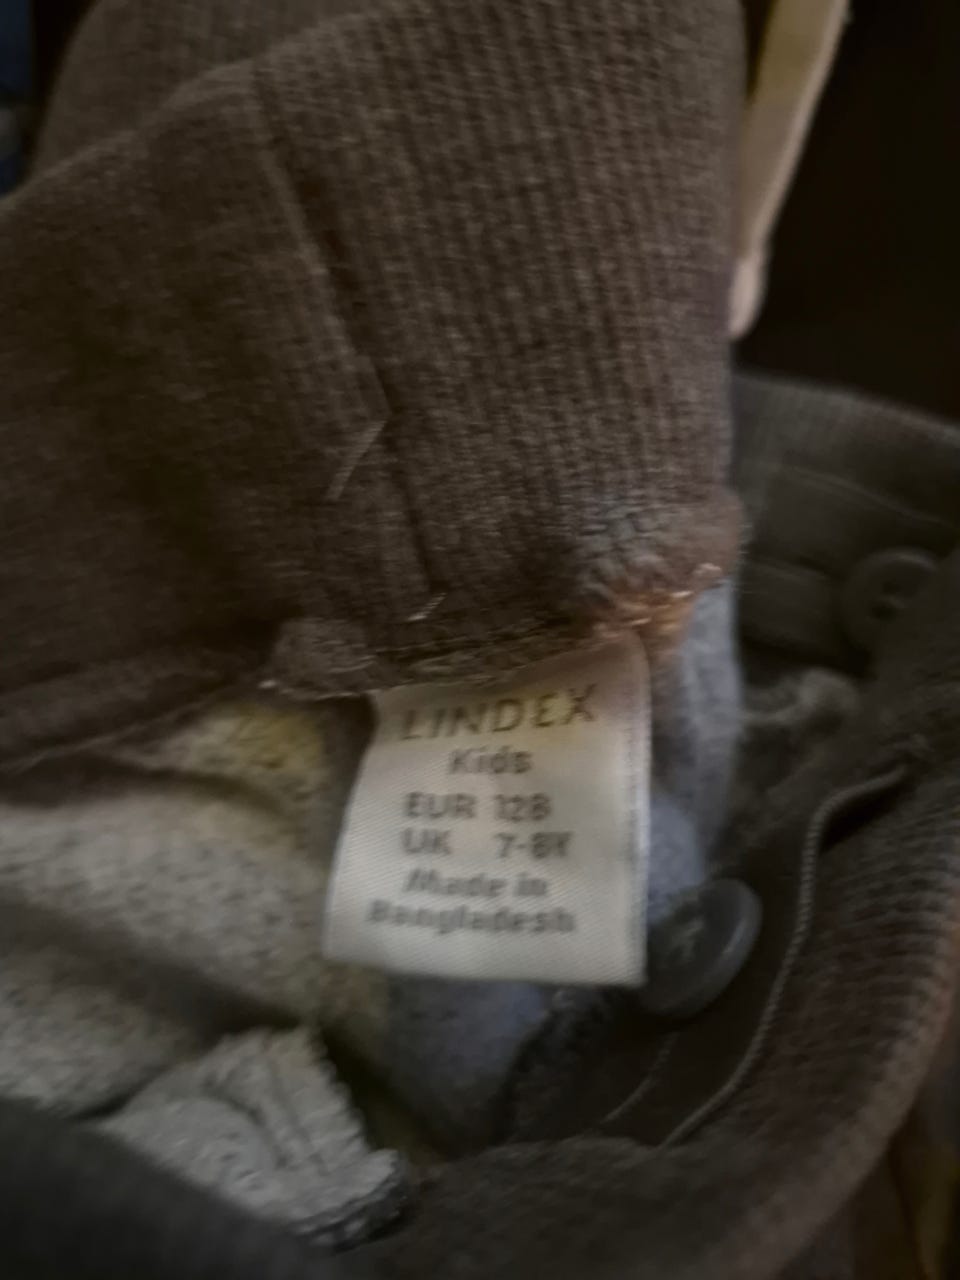 LINDEX
Kids
EUR 128
UK 7-8Y
Made in
Bangladesh